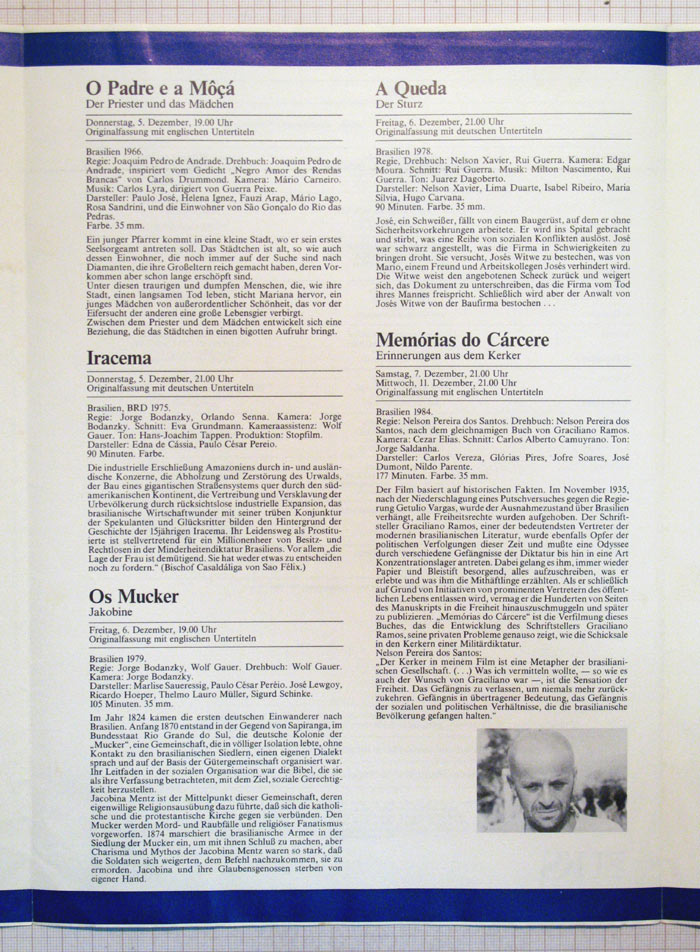 O Padre e a Môçá
Der Priester und das Mädchen
Donnerstag, 5. Dezember, 19.00 Uhr
Originalfassung mit englischen Untertiteln
Brasilien 1966.
Regie: Joaquim Pedro de Andrade. Drehbuch: Joaquim Pedro de
Andrade, inspiriert vom Gedicht „Negro Amor des Rendas
Brancas“ von Carlos Drummond. Kamera: Mário Carneiro.
Musik: Carlos Lyra, dirigiert von Guerra Peixe.
Darsteller: Paulo José, Helena Ignez, Fauzi Arap, Mário Lago,
Rosa Sandrini, und die Einwohner von São Gonçalo do Rio das
Pedras.
Farbe. 35 mm.
Ein junger Pfarrer kommt in eine kleine Stadt, wo er sein erstes
Seelsorgeamt antreten soll. Das Städtchen ist alt, so wie auch
dessen Einwohner, die noch immer auf der Suche sind nach
Diamanten, die ihre Großeltern reich gemacht haben, deren Vor-
kommen aber schon lange erschöpft sind.
Unter diesen traurigen und dumpfen Menschen, die, wie ihre
Stadt, einen langsamen Tod leben, sticht Mariana hervor, ein
junges Mädchen von außerordentlicher Schönheit, das vor der
Eifersucht der anderen eine große Lebensgier verbirgt.
Zwischen dem Priester und dem Mädchen entwickelt sich eine
Beziehung, die das Städtchen in einen bigotten Aufruhr bringt.
Iracema
Donnerstag, 5. Dezember, 21.00 Uhr
Originalfassung mit deutschen Untertiteln
Brasilien, BRD 1975.
Regie: Jorge Bodanzky, Orlando Senna. Kamera: Jorge
Bodanzky. Schnitt: Eva Grundmann. Kameraassistenz: Wolf
Gauer. Ton: Hans-Joachim Tappen. Produktion: Stopfilm.
Darsteller: Edna de Cássia, Paulo César Pereio.
90 Minuten. Farbe.
Die industrielle Erschließung Amazoniens durch in- und auslän-
dische Konzerne, die Abholzung und Zerstörung des Urwalds,
der Bau eines gigantischen Straßensystems quer durch den süd-
amerikanischen Kontinent, die Vertreibung und Versklavung der
Urbevölkerung durch rücksichtslose industrielle Expansion, das
brasilianische Wirtschaftwunder mit seiner trüben Konjunktur
der Spekulanten und Glücksritter bilden den Hintergrund der
Geschichte der 15jährigen Iracema. Ihr Leidensweg als Prostitu-
ierte ist stellvertretend für ein Millionenheer von Besitz- und
Rechtlosen in der Minderheitendiktatur Brasiliens. Vor allem „die
Lage der Frau ist demütigend. Sie hat weder etwas zu entscheiden
noch zu fordern.“ (Bischof Casaldáliga von Sao Félix.)
Os Mucker
Jakobine
Freitag, 6. Dezember, 19.00 Uhr
Originalfassung mit englischen Untertiteln
Brasilien 1979.
Regie: Jorge Bodanzky, Wolf Gauer. Drehbuch: Wolf Gauer.
Kamera: Jorge Bodanzky.
Darsteller: Marlise Saueressig, Paulo César Peréio. José Lewgoy,
Ricardo Hoeper, Thelmo Lauro Müller, Sigurd Schinke.
105 Minuten. 35 mm.
Im Jahr 1824 kamen die ersten deutschen Einwanderer nach
Brasilien. Anfang 1870 entstand in der Gegend von Sapiranga, im
Bundesstaat Rio Grande do Sul, die deutsche Kolonie der
„Mucker“, eine Gemeinschaft, die in völliger Isolation lebte, ohne
Kontakt zu den brasilianischen Siedlern, einen eigenen Dialekt
sprach und auf der Basis der Gütergemeinschaft organisiert war.
Ihr Leitfaden in der sozialen Organisation war die Bibel, die sie
als ihre Verfassung betrachteten, mit dem Ziel, soziale Gerechtig-
keit herzustellen.
Jacobina Mentz ist der Mittelpunkt dieser Gemeinschaft, deren
eigenwillige Religionsausübung dazu führte, daß sich die katholi-
sche und die protestantische Kirche gegen sie verbünden. Den
Mucker werden Mord- und Raubfälle und religiöser Fanatismus
vorgeworfen. 1874 marschiert die brasilianische Armee in der
Siedlung der Mucker ein, um mit ihnen Schluß zu machen, aber
Charisma und Mythos der Jacobina Mentz waren so stark, daß
die Soldaten sich weigerten, dem Befehl nachzukommen, sie zu
ermorden. Jacobina und ihre Glaubensgenossen sterben von
eigener Hand.
A Queda
Der Sturz
Freitag, 6. Dezember, 21.00 Uhr
Originalfassung mit deutschen Untertiteln
Brasilien 1978.
Regie, Drehbuch: Nelson Xavier, Rui Guerra. Kamera: Edgar
Moura. Schnitt: Rui Guerra. Musik: Milton Nascimento, Rui
Guerra. Ton: Juarez Dagoberto.
Darsteller: Nelson Xavier, Lima Duarte, Isabel Ribeiro, Maria
Silvia, Hugo Carvana.
90 Minuten. Farbe. 35 mm.
José, ein Schweißer, fällt von einem Baugerüst, auf dem er ohne
Sicherheitsvorkehrungen arbeitete. Er wird ins Spital gebracht
und stirbt, was eine Reihe von sozialen Konflikten auslöst. José
war schwarz angestellt, was die Firma in Schwierigkeiten zu
bringen droht. Sie versucht, Josés Witwe zu bestechen, was von
Mario, einem Freund und Arbeitskollegen Josés verhindert wird.
Die Witwe weist den angebotenen Scheck zurück und weigert
sich, das Dokument zu unterschreiben, das die Firma vom Tod
ihres Mannes freispricht. Schließlich wird aber der Anwalt von
Josés Witwe von der Baufirma bestochen . . .
Memórias do Cárcere
Erinnerungen aus dem Kerker
Samstag, 7. Dezember, 21.00 Uhr
Mittwoch, 11. Dezember, 21.00 Uhr
Originalfassung mit englischen Untertiteln
Brasilien 1984.
Regie: Nelson Pereira dos Santos. Drehbuch: Nelson Pereira dos
Santos, nach dem gleichnamigen Buch von Graciliano Ramos.
Kamera: Cezar Elias. Schnitt: Carlos Alberto Camuyrano. Ton:
Jorge Saldanha.
Darsteller: Carlos Vereza, Glórias Pires, Jofre Soares, José
Dumont, Nildo Parente.
177 Minuten. Farbe. 35 mm.
Der Film basiert auf historischen Fakten. Im November 1935,
nach der Niederschlagung eines Putschversuches gegen die Regie-
rung Getulio Vargas, wurde der Ausnahmezustand über Brasilien
verhängt, alle Freiheitsrechte wurden aufgehoben. Der Schrift-
steller Graciliano Ramos, einer der bedeutendsten Vertreter der
modernen brasilianischen Literatur, wurde ebenfalls Opfer der
politischen Verfolgungen dieser Zeit und mußte eine Odyssee
durch verschiedene Gefängnisse der Diktatur bis hin in eine Art
Konzentrationslager antreten. Dabei gelang es ihm, immer wieder
Papier und Bleistift besorgend, alles aufzuschreiben, was er
erlebte und was ihm die Mithäftlinge erzählten. Als er schließlich
auf Grund von Initiativen von prominenten Vertretern des öffent-
lichen Lebens entlassen wird, vermag er die Hunderten von Seiten
des Manuskripts in die Freiheit hinauszuschmuggeln und später
zu publizieren. „Memórias do Cárcere“ ist die Verfilmung dieses
Buches, das die Entwicklung des Schriftstellers Graciliano
Ramos, seine privaten Probleme genauso zeigt, wie die Schicksale
in den Kerkern einer Militärdiktatur.
Nelson Pereira dos Santos:
„Der Kerker in meinem Film ist eine Metapher der brasiliani-
schen Gesellschaft. (. . .) Was ich vermitteln wollte, — so wie es
auch der Wunsch von Graciliano war —, ist die Sensation der
Freiheit. Das Gefängnis zu verlassen, um niemals mehr zurück-
zukehren. Gefängnis in übertragener Bedeutung, das Gefängnis
der sozialen und politischen Verhältnisse, die die brasilianische
Bevölkerung gefangen halten.“